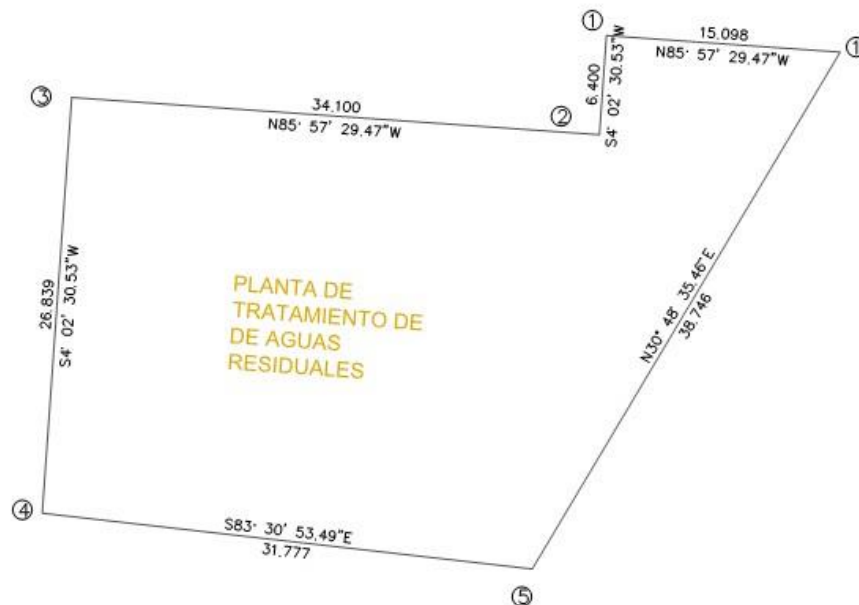 ①
15.098
①
N85° 57' 29.47"W
6.400
S4° 02' 30.53"W
③
34.100
②
N85° 57' 29.47"W
26.839
S4° 02' 30.53"W
PLANTA DE
TRATAMIENTO DE
DE AGUAS
RESIDUALES
N30° 48' 35.46"E
38.746
④
S83° 30' 53.49"E
31.777
⑤